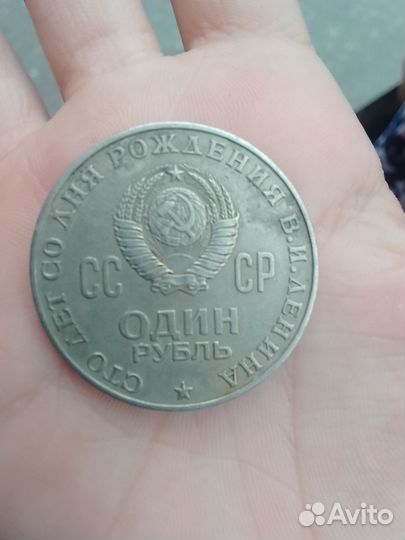 СТО ЛЕТ СО ДНЯ РОЖДЕНИЯ В.И.ЛЕНИНА
СС СР
ОДИН
РУБЛЬ
Avito